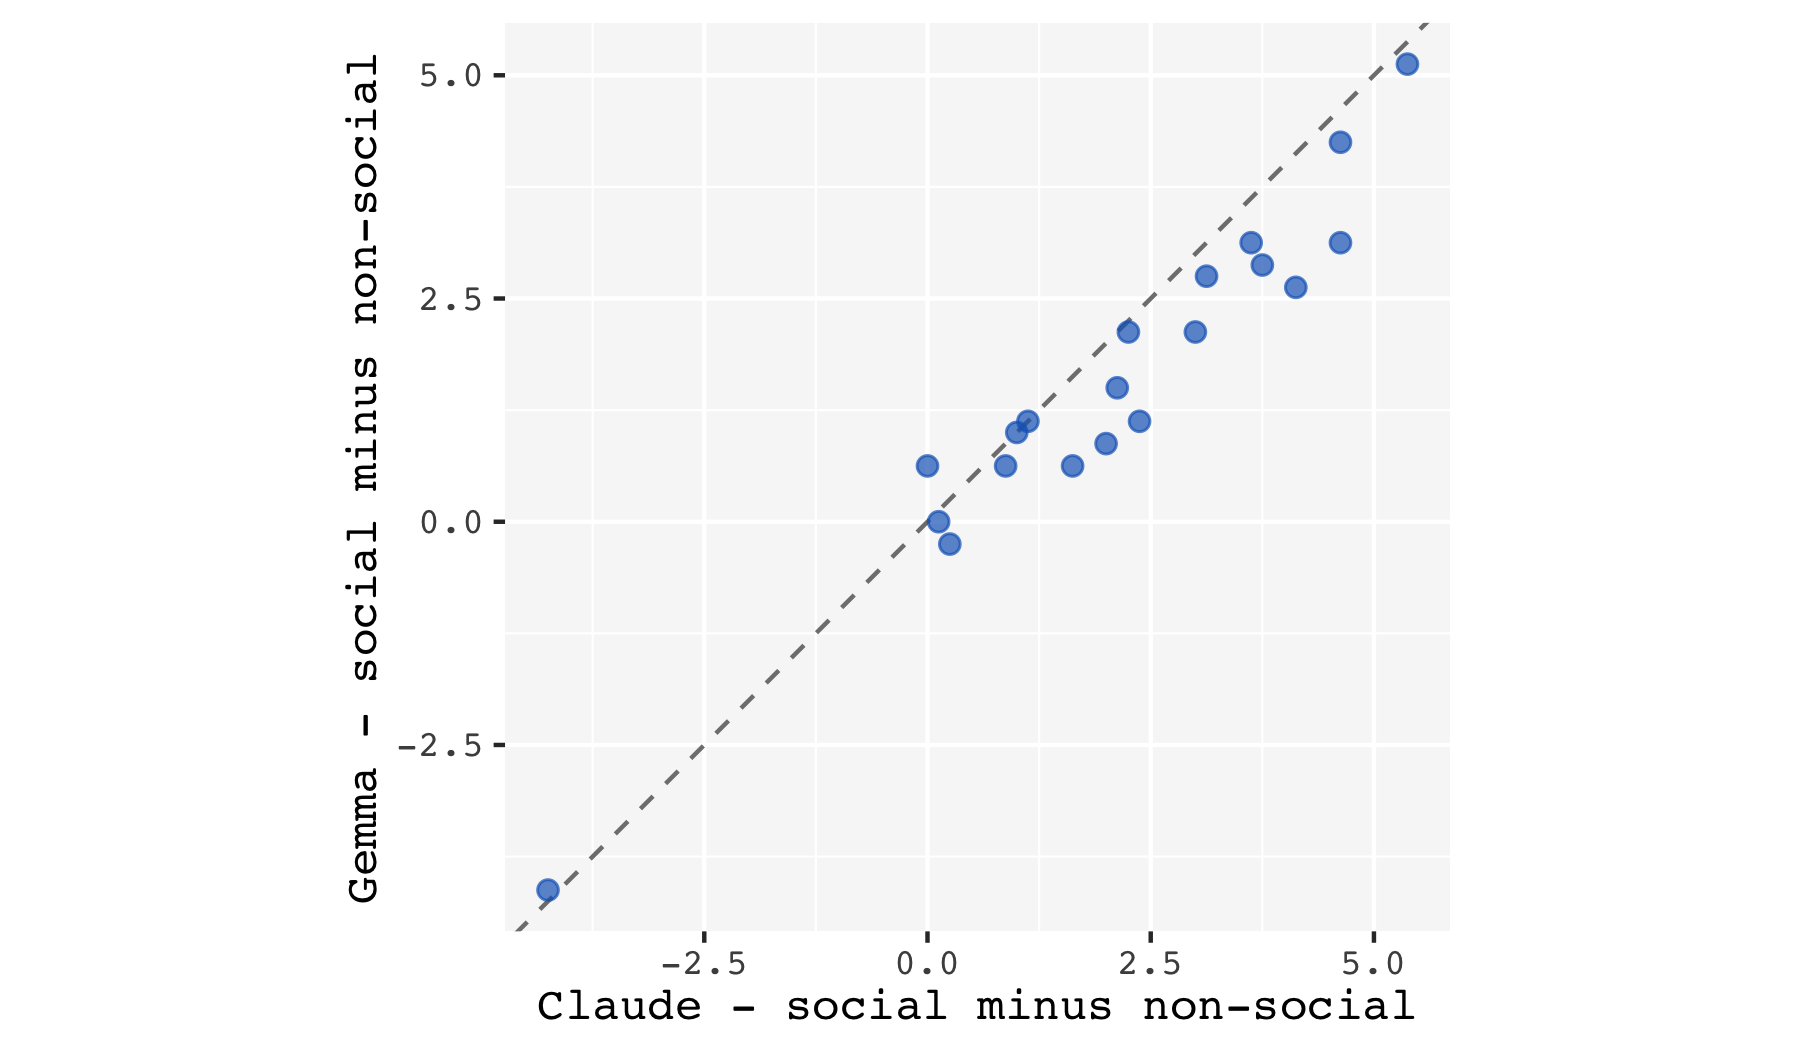 Gemma - social minus non-social
5.0
2.5
0.0
-2.5
-2.5 0.0 2.5 5.0
Claude - social minus non-social